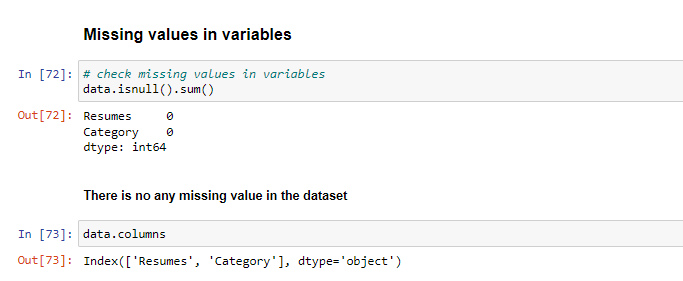 Missing values in variables
In [72]: # check missing values in variables
data.isnull().sum()
Out[72]: Resumes     0
Category    0
dtype: int64
There is no any missing value in the dataset
In [73]: data.columns
Out[73]: Index(['Resumes', 'Category'], dtype='object')